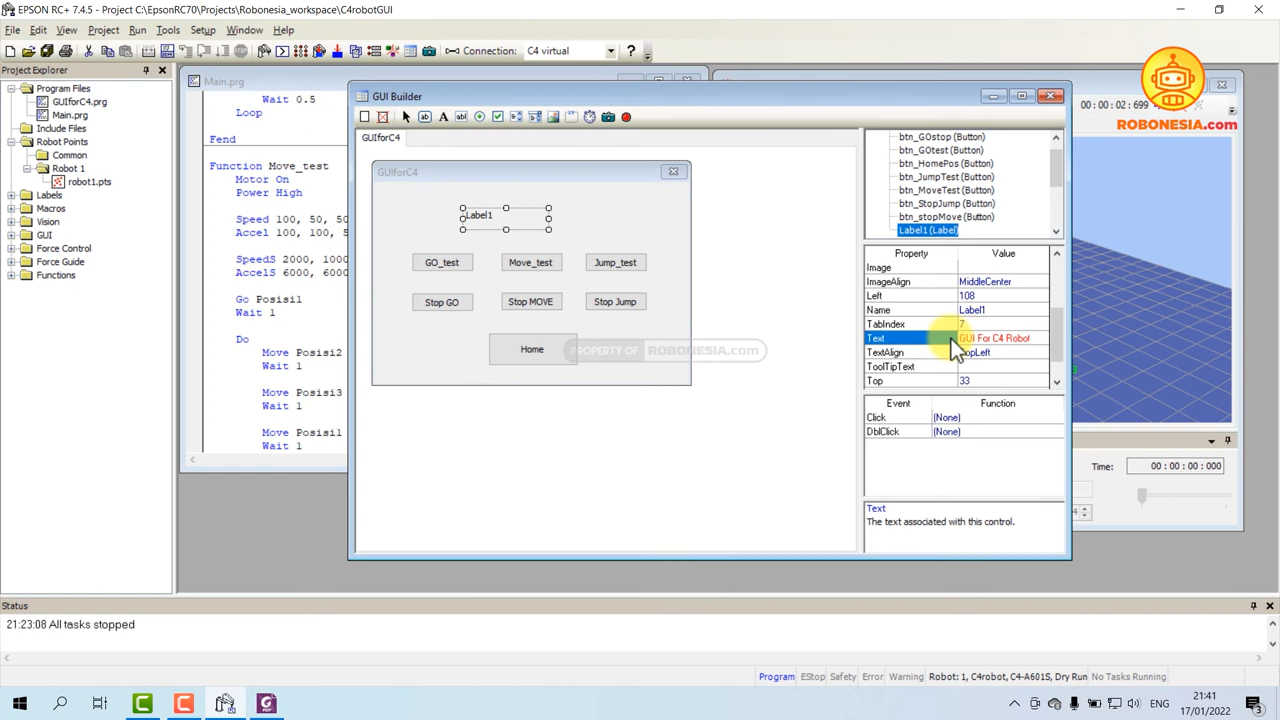 EPSON RC+ 7.4.5 - Project C:\EpsonRC70\Projects\Robonesia_workspace\C4robotGUI
File Edit View Project Run Tools Setup Window Help
Connection: C4 virtual
Project Explorer
Program Files
GUIforC4.prg
Main.prg
Include Files
Robot Points
Common
Robot 1
robot1.pts
Labels
Macros
Vision
I/O
GUI
Force Control
Force Guide
Functions
Main.prg
Wait 0.5
Loop
Fend
Function Move_test
Motor On
Power High
Speed 100, 50, 50
Accel 100, 100, 5
SpeedS 2000, 1000
AccelS 6000, 6000
Go Posisi1
Wait 1
Do
Move Posisi2
Wait 1
Move Posisi3
Wait 1
Move Posisi1
Wait 1
GUI Builder
GUIforC4
GUIforC4
Label1
GO_test Move_test Jump_test
Stop GO Stop MOVE Stop Jump
Home
PROPERTY OF ROBONESIA.com
btn_GOstop (Button)
btn_GOtest (Button)
btn_HomePos (Button)
btn_JumpTest (Button)
btn_MoveTest (Button)
btn_StopJump (Button)
btn_stopMove (Button)
Label1 (Label)
Property Value
Image
ImageAlign MiddleCenter
Left 108
Name Label1
TabIndex 7
Text GUI For C4 Robot
TextAlign TopLeft
ToolTipText
Top 33
Event Function
Click (None)
DblClick (None)
Text
The text associated with this control.
00 : 00 : 02 : 699
ROBONESIA.com
Time: 00 : 00 : 00 : 000
Status
21:23:08 All tasks stopped
Program EStop Safety Error Warning Robot: 1, C4robot, C4-A601S, Dry Run No Tasks Running
ENG
21:41
17/01/2022
3